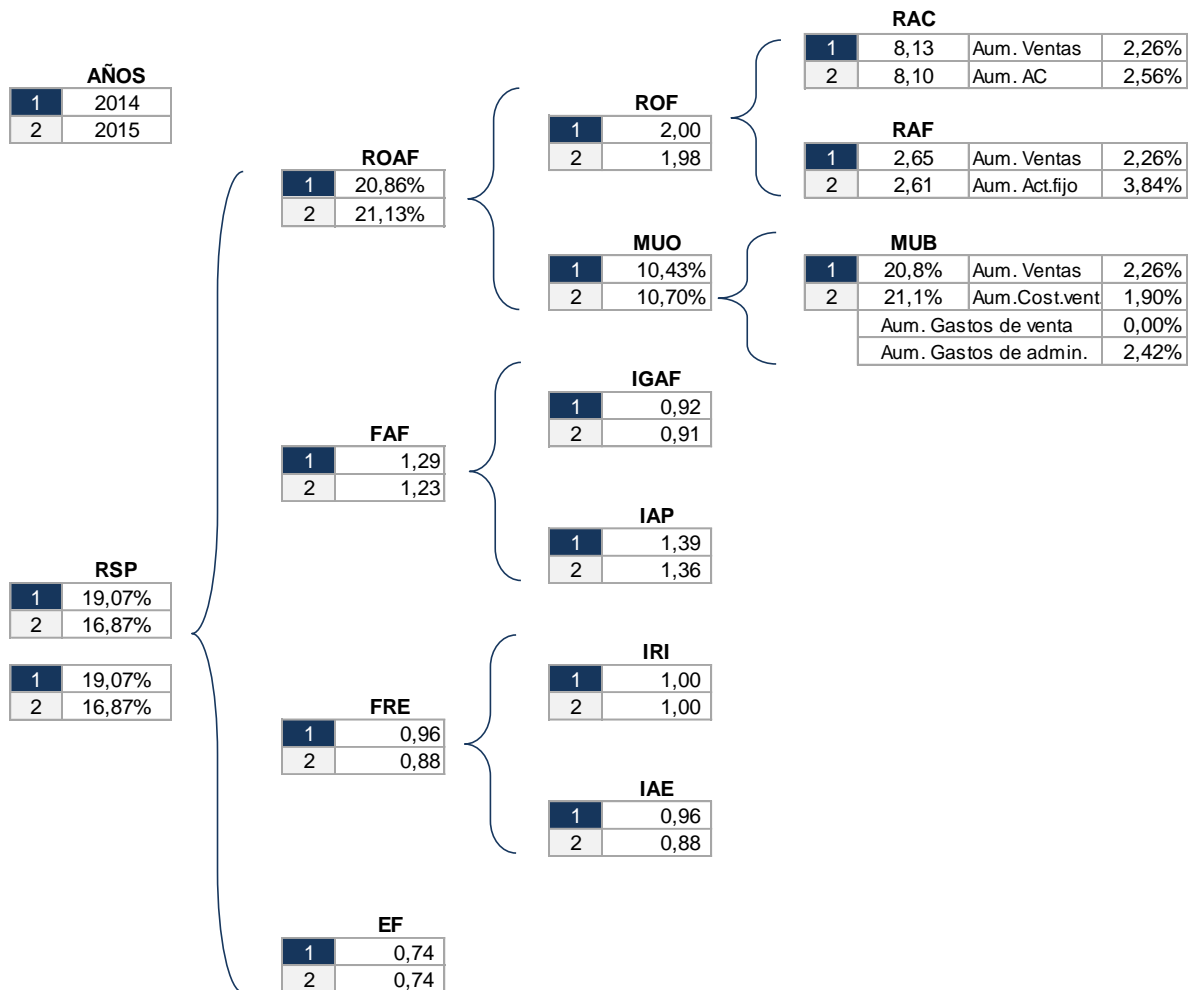 RAC
1 8,13 Aum. Ventas 2,26%
2 8,10 Aum. AC 2,56%
AÑOS
1 2014
2 2015
ROF
1 2,00
2 1,98
RAF
1 2,65 Aum. Ventas 2,26%
2 2,61 Aum. Act.fijo 3,84%
ROAF
1 20,86%
2 21,13%
MUO
1 10,43%
2 10,70%
MUB
1 20,8% Aum. Ventas 2,26%
2 21,1% Aum.Cost.vent 1,90%
Aum. Gastos de venta 0,00%
Aum. Gastos de admin. 2,42%
IGAF
1 0,92
2 0,91
FAF
1 1,29
2 1,23
IAP
1 1,39
2 1,36
RSP
1 19,07%
2 16,87%
1 19,07%
2 16,87%
IRI
1 1,00
2 1,00
FRE
1 0,96
2 0,88
IAE
1 0,96
2 0,88
EF
1 0,74
2 0,74